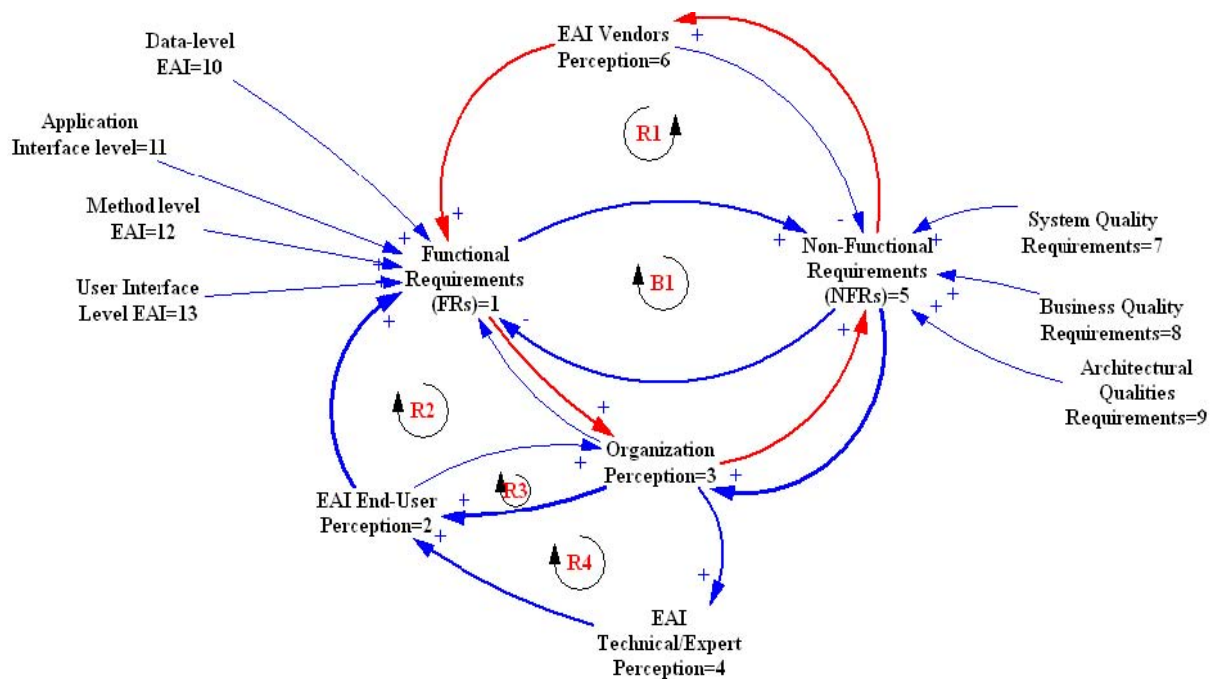 Data-level
EAI=10
Application
Interface level=11
Method level
EAI=12
User Interface
Level EAI=13
EAI Vendors
Perception=6
+
-
+
R1
+
+
+
+
+
Functional
Requirements
(FRs)=1
-
+
B1
+
Non-Functional
Requirements
(NFRs)=5
+
+
+
+
System Quality
Requirements=7
Business Quality
Requirements=8
Architectural
Qualities
Requirements=9
R2
+
Organization
Perception=3
+
+
R3
+
EAI End-User
Perception=2
+
R4
+
EAI
Technical/Expert
Perception=4